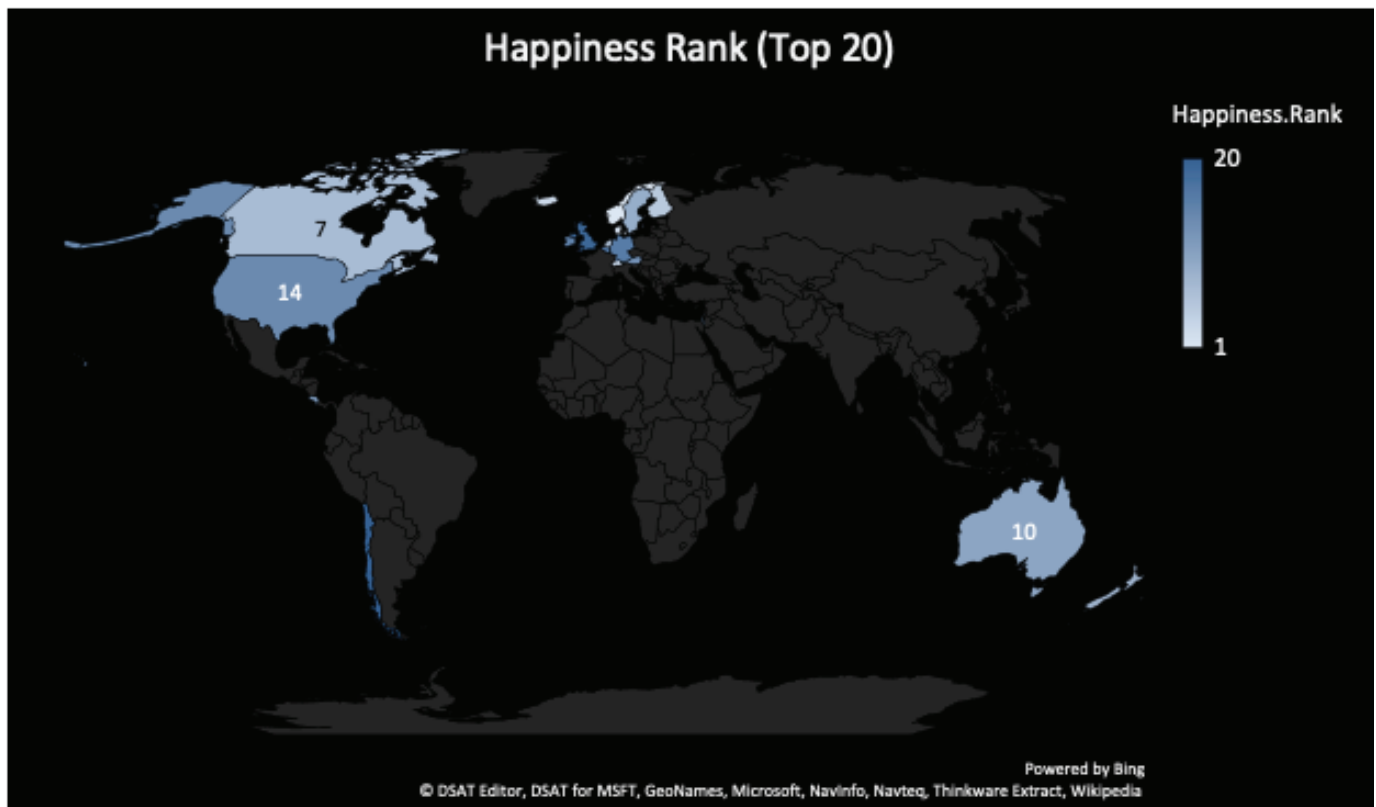 Happiness Rank (Top 20)
Happiness.Rank
20
1
7
14
10
Powered by Bing
© DSAT Editor, DSAT for MSFT, GeoNames, Microsoft, NavInfo, Navteq, Thinkware Extract, Wikipedia